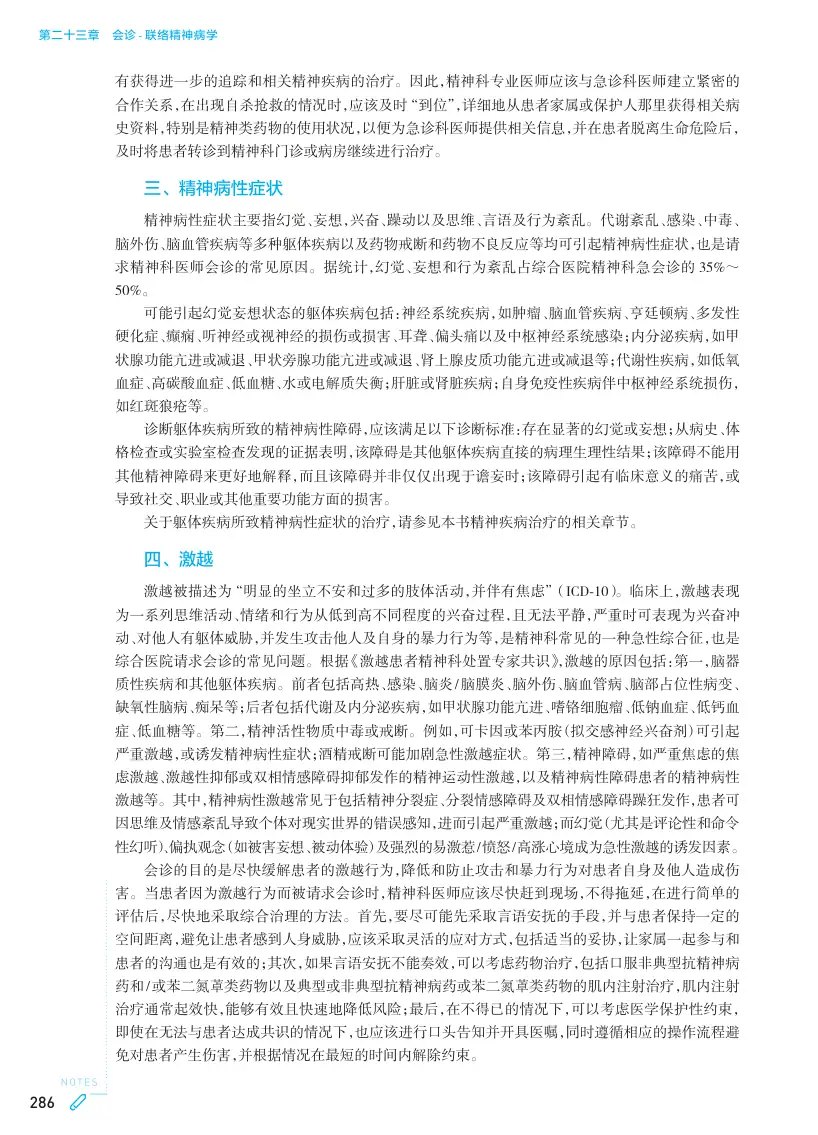 第二十三章 会诊-联络精神病学
有获得进一步的追踪和相关精神疾病的治疗。因此,精神科专业医师应该与急诊科医师建立紧密的
合作关系,在出现自杀抢救的情况时,应该及时“到位”,详细地从患者家属或保护人那里获得相关病
史资料,特别是精神类药物的使用状况,以便为急诊科医师提供相关信息,并在患者脱离生命危险后,
及时将患者转诊到精神科门诊或病房继续进行治疗。
三、精神病性症状
精神病性症状主要指幻觉、妄想,兴奋、躁动以及思维、言语及行为紊乱。代谢紊乱、感染、中毒、
脑外伤、脑血管疾病等多种躯体疾病以及药物戒断和药物不良反应等均可引起精神病性症状,也是请
求精神科医师会诊的常见原因。据统计,幻觉、妄想和行为紊乱占综合医院精神科急会诊的 35%～
50%。
可能引起幻觉妄想状态的躯体疾病包括:神经系统疾病,如肿瘤、脑血管疾病、亨廷顿病、多发性
硬化症、癫痫、听神经或视神经的损伤或损害、耳聋、偏头痛以及中枢神经系统感染;内分泌疾病,如甲
状腺功能亢进或减退、甲状旁腺功能亢进或减退、肾上腺皮质功能亢进或减退等;代谢性疾病,如低氧
血症、高碳酸血症、低血糖、水或电解质失衡;肝脏或肾脏疾病;自身免疫性疾病伴中枢神经系统损伤,
如红斑狼疮等。
诊断躯体疾病所致的精神病性障碍,应该满足以下诊断标准:存在显著的幻觉或妄想;从病史、体
格检查或实验室检查发现的证据表明,该障碍是其他躯体疾病直接的病理生理性结果;该障碍不能用
其他精神障碍来更好地解释,而且该障碍并非仅仅出现于谵妄时;该障碍引起有临床意义的痛苦,或
导致社交、职业或其他重要功能方面的损害。
关于躯体疾病所致精神病性症状的治疗,请参见本书精神疾病治疗的相关章节。
四、激越
激越被描述为“明显的坐立不安和过多的肢体活动,并伴有焦虑”(ICD-10)。临床上,激越表现
为一系列思维活动、情绪和行为从低到高不同程度的兴奋过程,且无法平静,严重时可表现为兴奋冲
动、对他人有躯体威胁,并发生攻击他人及自身的暴力行为等,是精神科常见的一种急性综合征,也是
综合医院请求会诊的常见问题。根据《激越患者精神科处置专家共识》,激越的原因包括:第一,脑器
质性疾病和其他躯体疾病。前者包括高热、感染、脑炎/脑膜炎、脑外伤、脑血管病、脑部占位性病变、
缺氧性脑病、痴呆等;后者包括代谢及内分泌疾病,如甲状腺功能亢进、嗜铬细胞瘤、低钠血症、低钙血
症、低血糖等。第二,精神活性物质中毒或戒断。例如,可卡因或苯丙胺(拟交感神经兴奋剂)可引起
严重激越,或诱发精神病性症状;酒精戒断可能加剧急性激越症状。第三,精神障碍,如严重焦虑的焦
虑激越、激越性抑郁或双相情感障碍抑郁发作的精神运动性激越,以及精神病性障碍患者的精神病性
激越等。其中,精神病性激越常见于包括精神分裂症、分裂情感障碍及双相情感障碍躁狂发作,患者可
因思维及情感紊乱导致个体对现实世界的错误感知,进而引起严重激越;而幻觉(尤其是评论性和命令
性幻听)、偏执观念(如被害妄想、被动体验)及强烈的易激惹/愤怒/高涨心境成为急性激越的诱发因素。
会诊的目的是尽快缓解患者的激越行为,降低和防止攻击和暴力行为对患者自身及他人造成伤
害。当患者因为激越行为而被请求会诊时,精神科医师应该尽快赶到现场,不得拖延,在进行简单的
评估后,尽快地采取综合治理的方法。首先,要尽可能先采取言语安抚的手段,并与患者保持一定的
空间距离,避免让患者感到人身威胁,应该采取灵活的应对方式,包括适当的妥协,让家属一起参与和
患者的沟通也是有效的;其次,如果言语安抚不能奏效,可以考虑药物治疗,包括口服非典型抗精神病
药和/或苯二氮䓬类药物以及典型或非典型抗精神病药或苯二氮䓬类药物的肌内注射治疗,肌内注射
治疗通常起效快,能够有效且快速地降低风险;最后,在不得已的情况下,可以考虑医学保护性约束,
即使在无法与患者达成共识的情况下,也应该进行口头告知并开具医嘱,同时遵循相应的操作流程避
免对患者产生伤害,并根据情况在最短的时间内解除约束。
NOTES
286